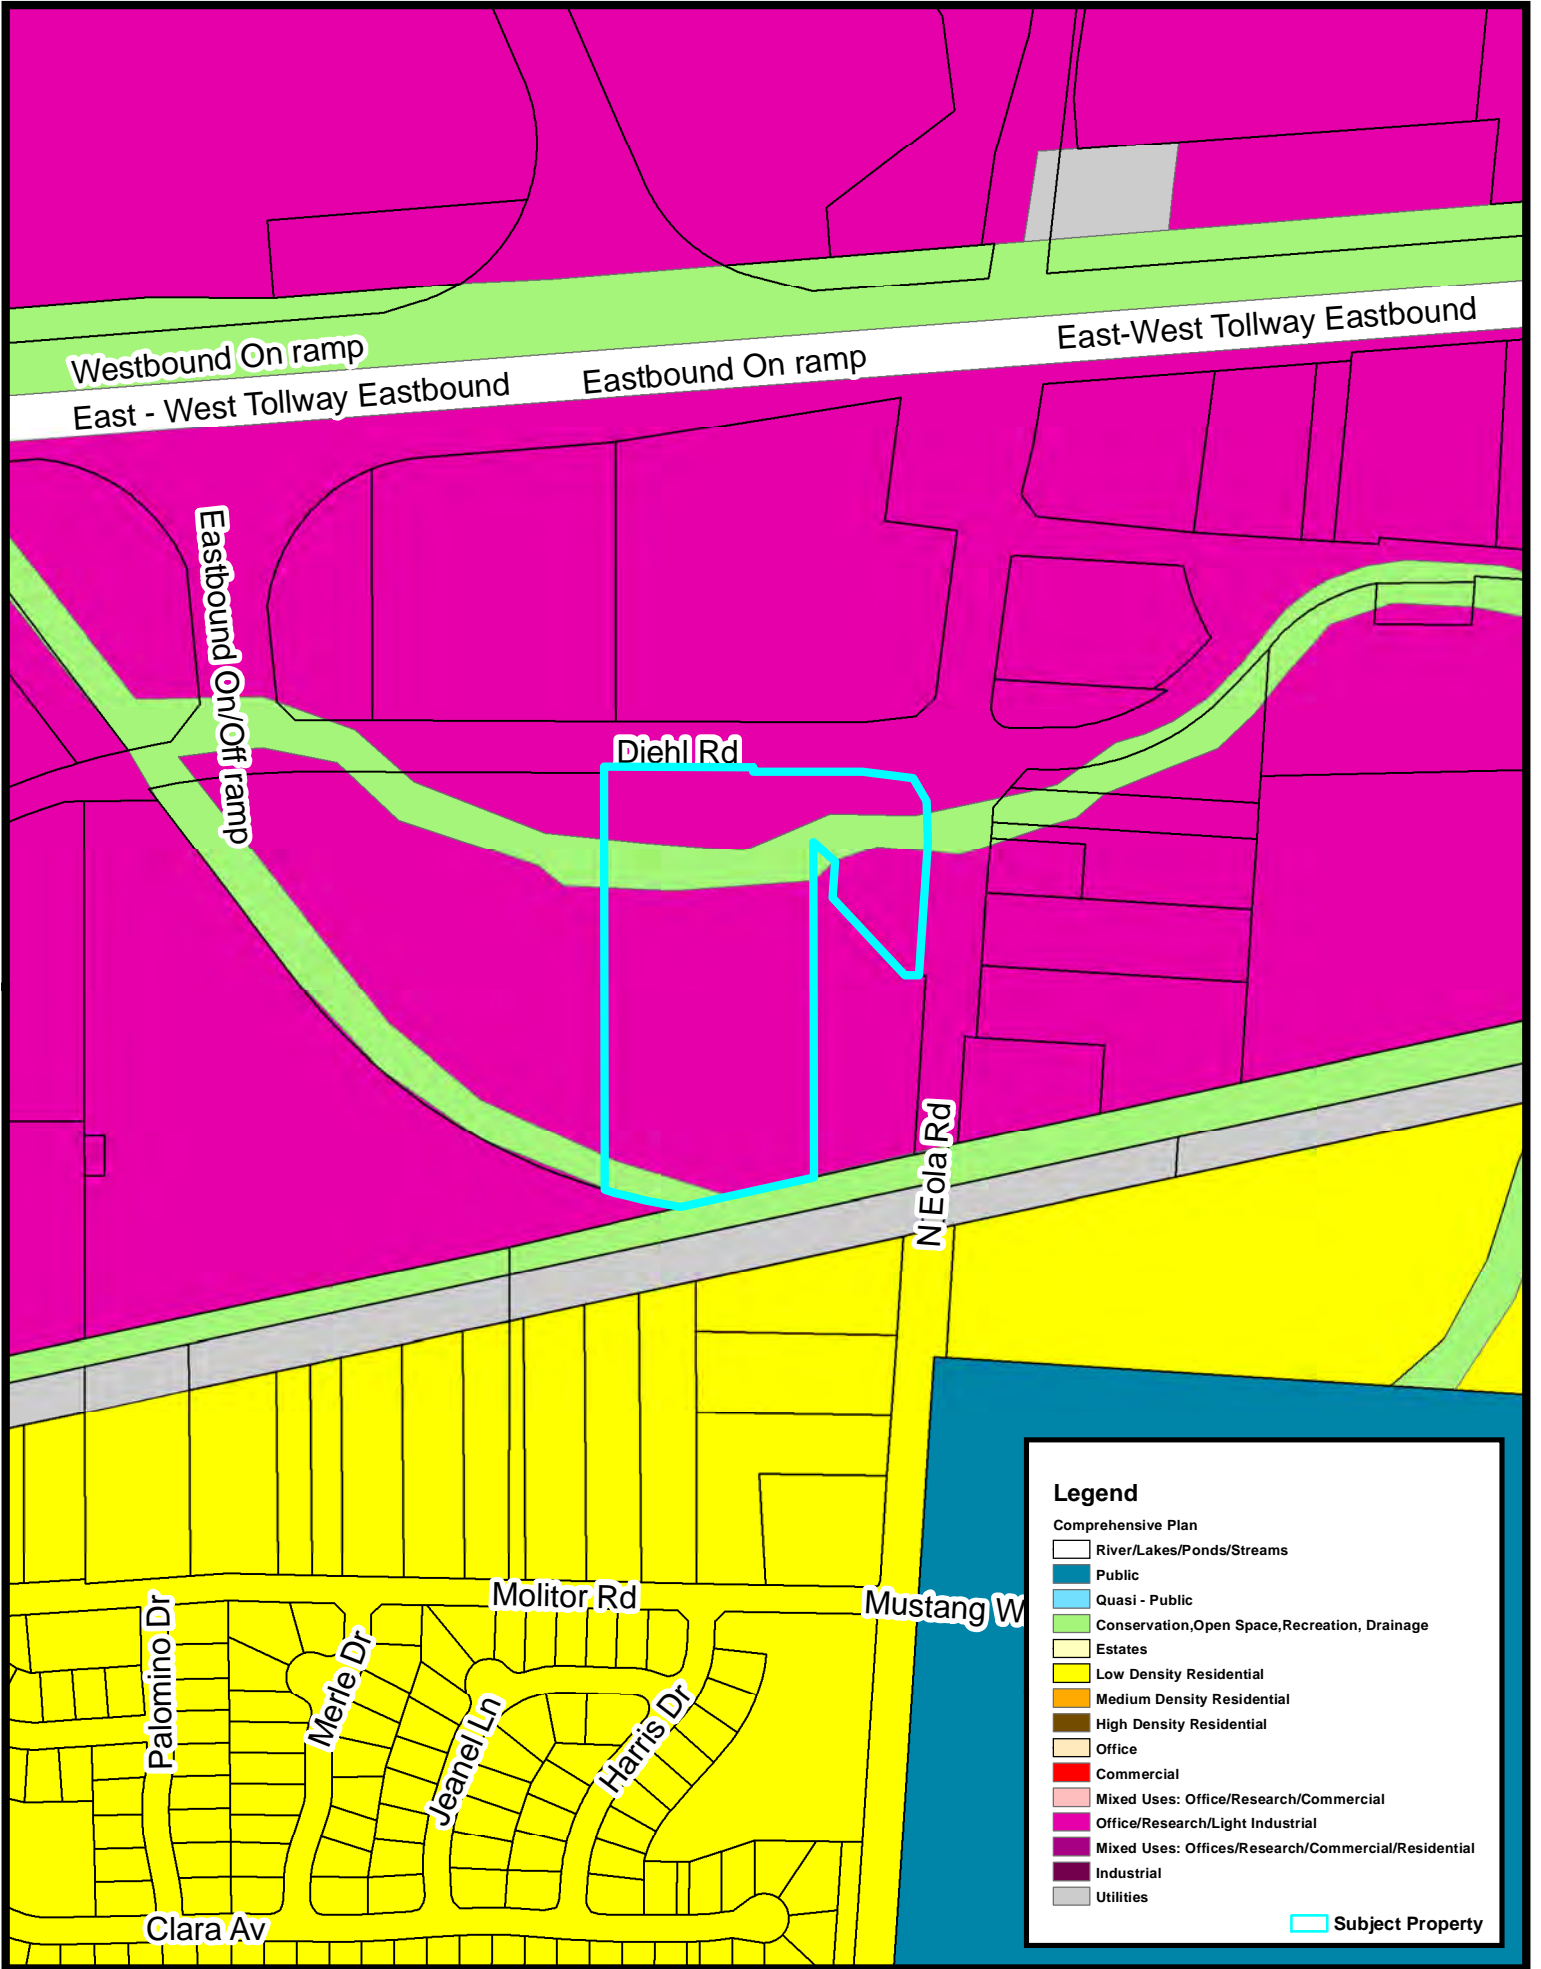 East-West Tollway Eastbound
Westbound On ramp
Eastbound On ramp
East - West Tollway Eastbound
Eastbound On/Off ramp
Diehl Rd
N Eola Rd
Molitor Rd
Mustang W
Palomino Dr
Merle Dr
Jeanel Ln
Harris Dr
Clara Av
Legend
Comprehensive Plan
River/Lakes/Ponds/Streams
Public
Quasi - Public
Conservation,Open Space,Recreation, Drainage
Estates
Low Density Residential
Medium Density Residential
High Density Residential
Office
Commercial
Mixed Uses: Office/Research/Commercial
Office/Research/Light Industrial
Mixed Uses: Offices/Research/Commercial/Residential
Industrial
Utilities
Subject Property